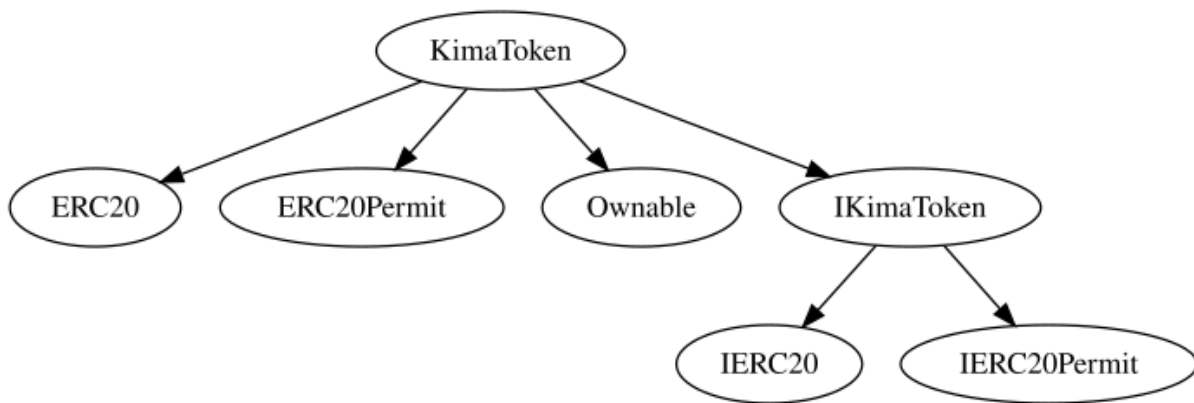 KimaToken
ERC20
ERC20Permit
Ownable
IKimaToken
IERC20
IERC20Permit